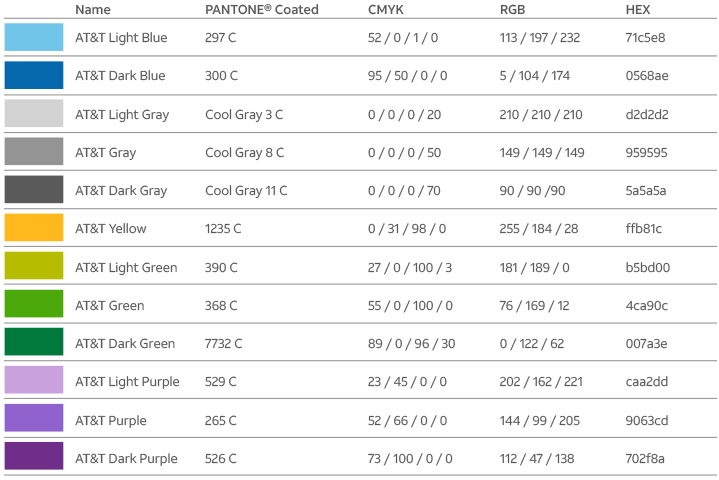 Name PANTONE® Coated CMYK RGB HEX
AT&T Light Blue 297 C 52 / 0 / 1 / 0 113 / 197 / 232 71c5e8
AT&T Dark Blue 300 C 95 / 50 / 0 / 0 5 / 104 / 174 0568ae
AT&T Light Gray Cool Gray 3 C 0 / 0 / 0 / 20 210 / 210 / 210 d2d2d2
AT&T Gray Cool Gray 8 C 0 / 0 / 0 / 50 149 / 149 / 149 959595
AT&T Dark Gray Cool Gray 11 C 0 / 0 / 0 / 70 90 / 90 /90 5a5a5a
AT&T Yellow 1235 C 0 / 31 / 98 / 0 255 / 184 / 28 ffb81c
AT&T Light Green 390 C 27 / 0 / 100 / 3 181 / 189 / 0 b5bd00
AT&T Green 368 C 55 / 0 / 100 / 0 76 / 169 / 12 4ca90c
AT&T Dark Green 7732 C 89 / 0 / 96 / 30 0 / 122 / 62 007a3e
AT&T Light Purple 529 C 23 / 45 / 0 / 0 202 / 162 / 221 caa2dd
AT&T Purple 265 C 52 / 66 / 0 / 0 144 / 99 / 205 9063cd
AT&T Dark Purple 526 C 73 / 100 / 0 / 0 112 / 47 / 138 702f8a